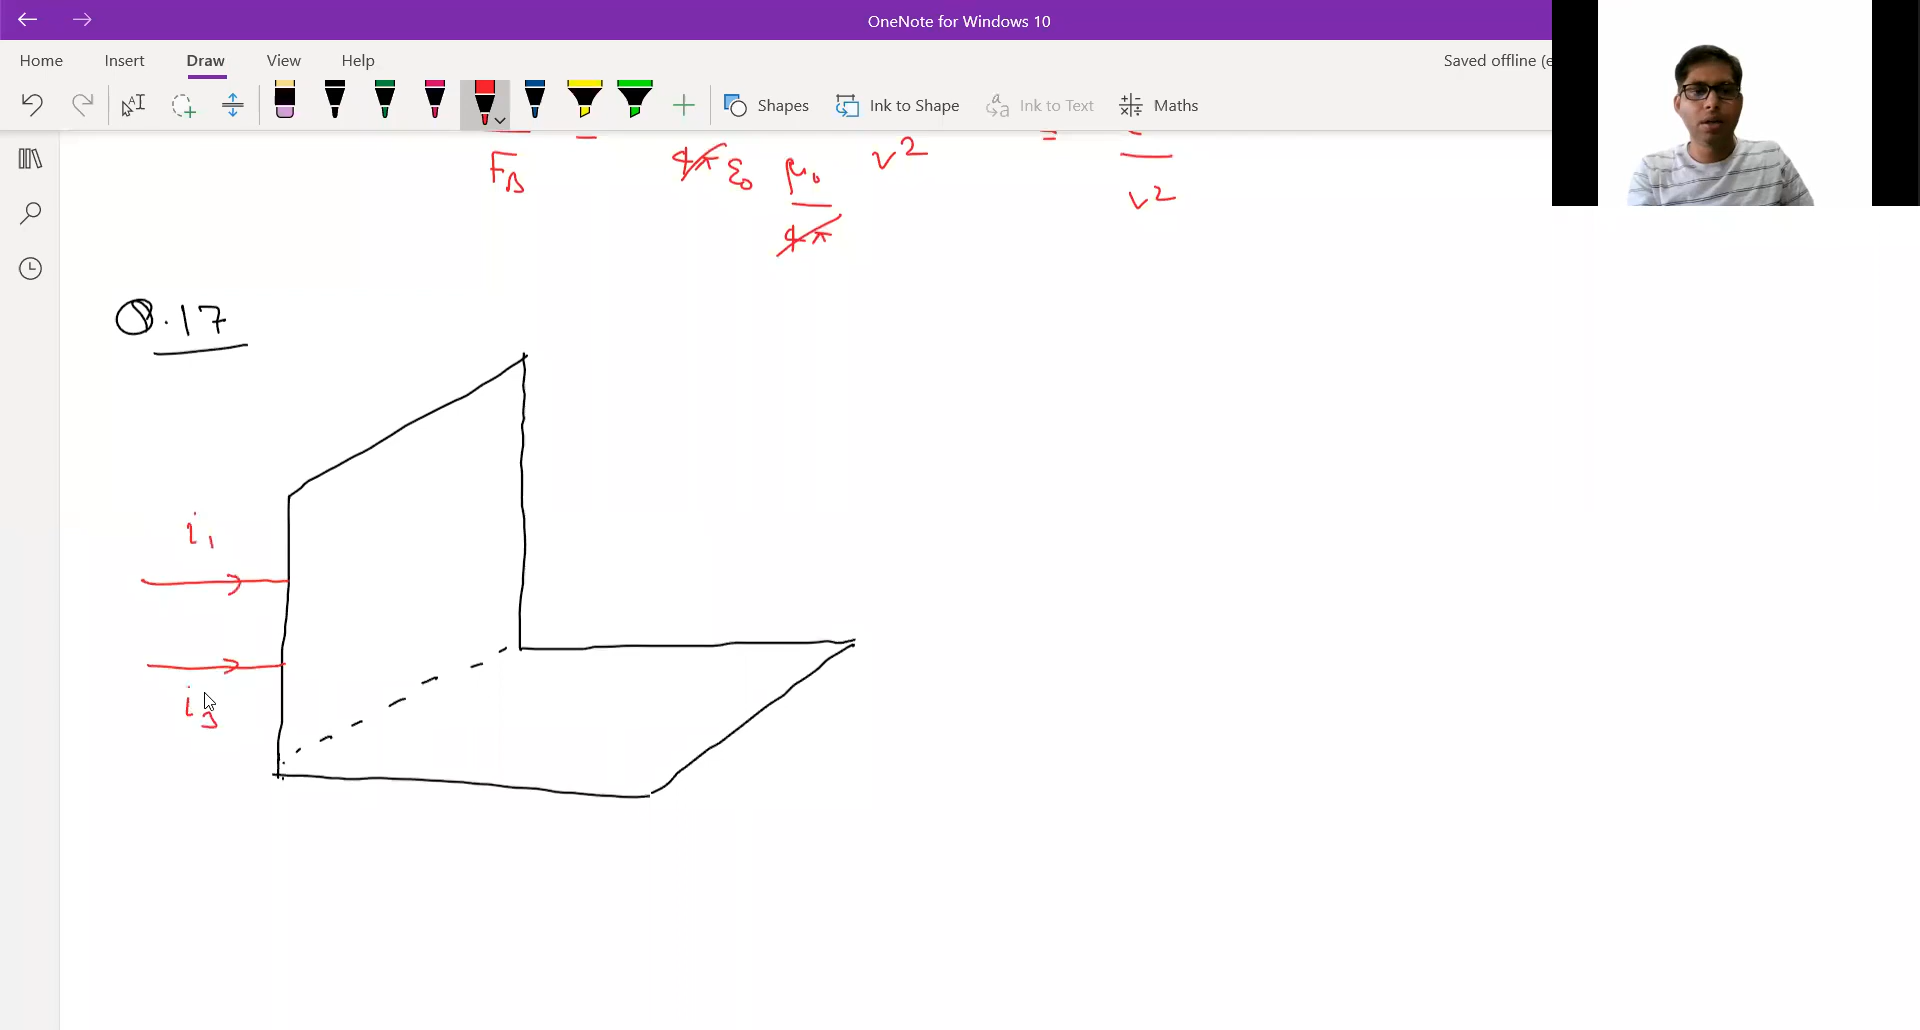 OneNote for Windows 10
Home Insert Draw View Help Saved offline (e
Shapes Ink to Shape Ink to Text Maths
F_B = 4π ε₀ μ₀ v² =
4π v²
Q.17
i₁
i₃